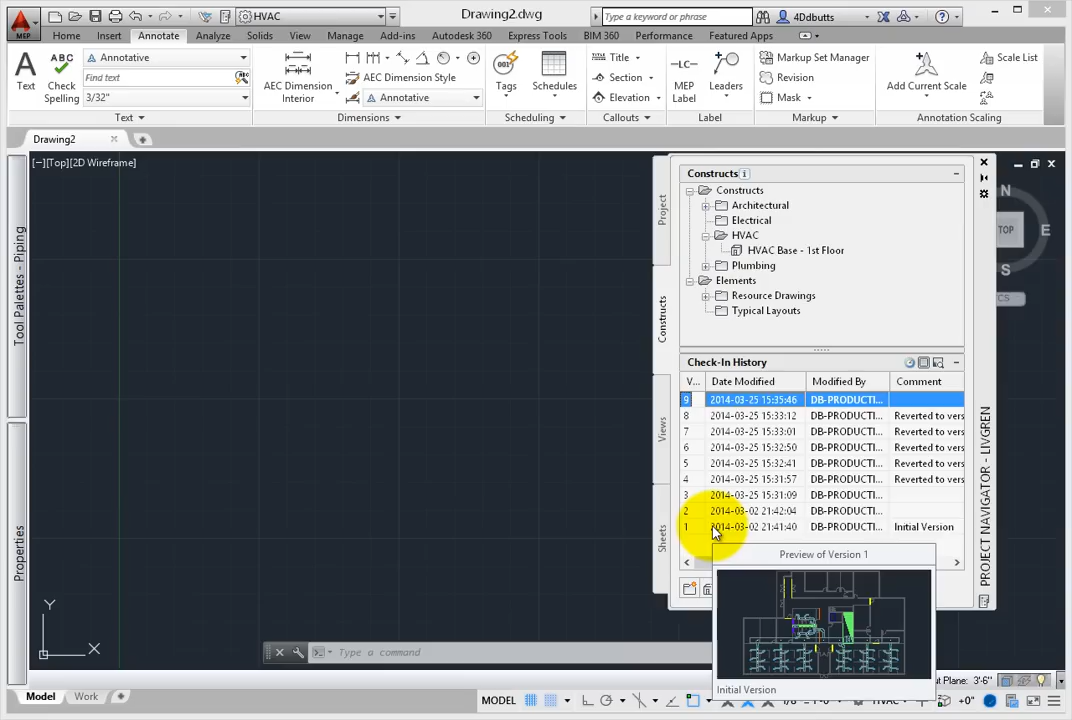 HVAC
Drawing2.dwg
Type a keyword or phrase
4Ddbutts
MEP
Home Insert Annotate Analyze Solids View Manage Add-ins Autodesk 360 Express Tools BIM 360 Performance Featured Apps
Text
Check Spelling
Annotative
Find text
3/32"
Text
AEC Dimension Interior
AEC Dimension Style
Annotative
Dimensions
Tags
Schedules
Scheduling
Title
Section
Elevation
Callouts
MEP Label
Leaders
Label
Markup Set Manager
Revision
Mask
Markup
Add Current Scale
Scale List
Annotation Scaling
Drawing2
[−][Top][2D Wireframe]
Tool Palettes - Piping
Properties
Project
Constructs
Views
Sheets
PROJECT NAVIGATOR - LIVGREN
Constructs
Constructs
Architectural
Electrical
HVAC
HVAC Base - 1st Floor
Plumbing
Elements
Resource Drawings
Typical Layouts
Check-In History
V... Date Modified Modified By Comment
9 2014-03-25 15:35:46 DB-PRODUCTI...
8 2014-03-25 15:33:12 DB-PRODUCTI... Reverted to vers
7 2014-03-25 15:33:01 DB-PRODUCTI... Reverted to vers
6 2014-03-25 15:32:50 DB-PRODUCTI... Reverted to vers
5 2014-03-25 15:32:41 DB-PRODUCTI... Reverted to vers
4 2014-03-25 15:31:57 DB-PRODUCTI... Reverted to vers
3 2014-03-25 15:31:09 DB-PRODUCTI...
2 2014-03-02 21:42:04 DB-PRODUCTI...
1 2014-03-02 21:41:40 DB-PRODUCTI... Initial Version
Preview of Version 1
Initial Version
N
TOP
E
S
CS
Y
X
Type a command
ut Plane: 3'-6"
Model Work
MODEL
+0"